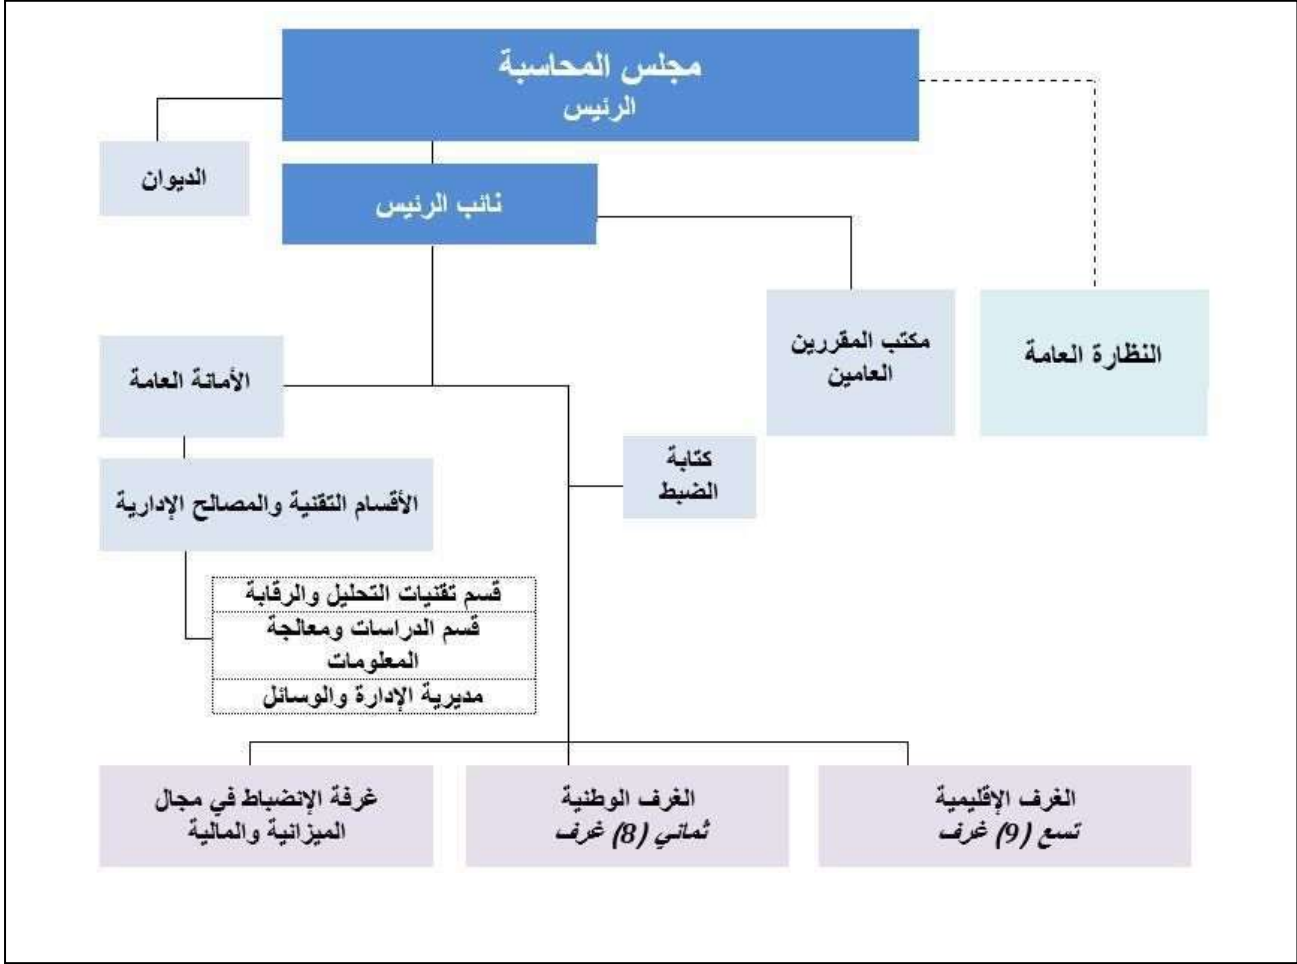 مجلس المحاسبة
الرئيس
الديوان
نائب الرئيس
مكتب المقررين
العامين
النظارة العامة
الأمانة العامة
كتابة
الضبط
الأقسام التقنية والمصالح الإدارية
قسم تقنيات التحليل والرقابة
قسم الدراسات ومعالجة
المعلومات
مديرية الإدارة والوسائل
الغرف الإقليمية
تسع (9) غرف
الغرف الوطنية
ثماني (8) غرف
غرفة الإنضباط في مجال
الميزانية والمالية